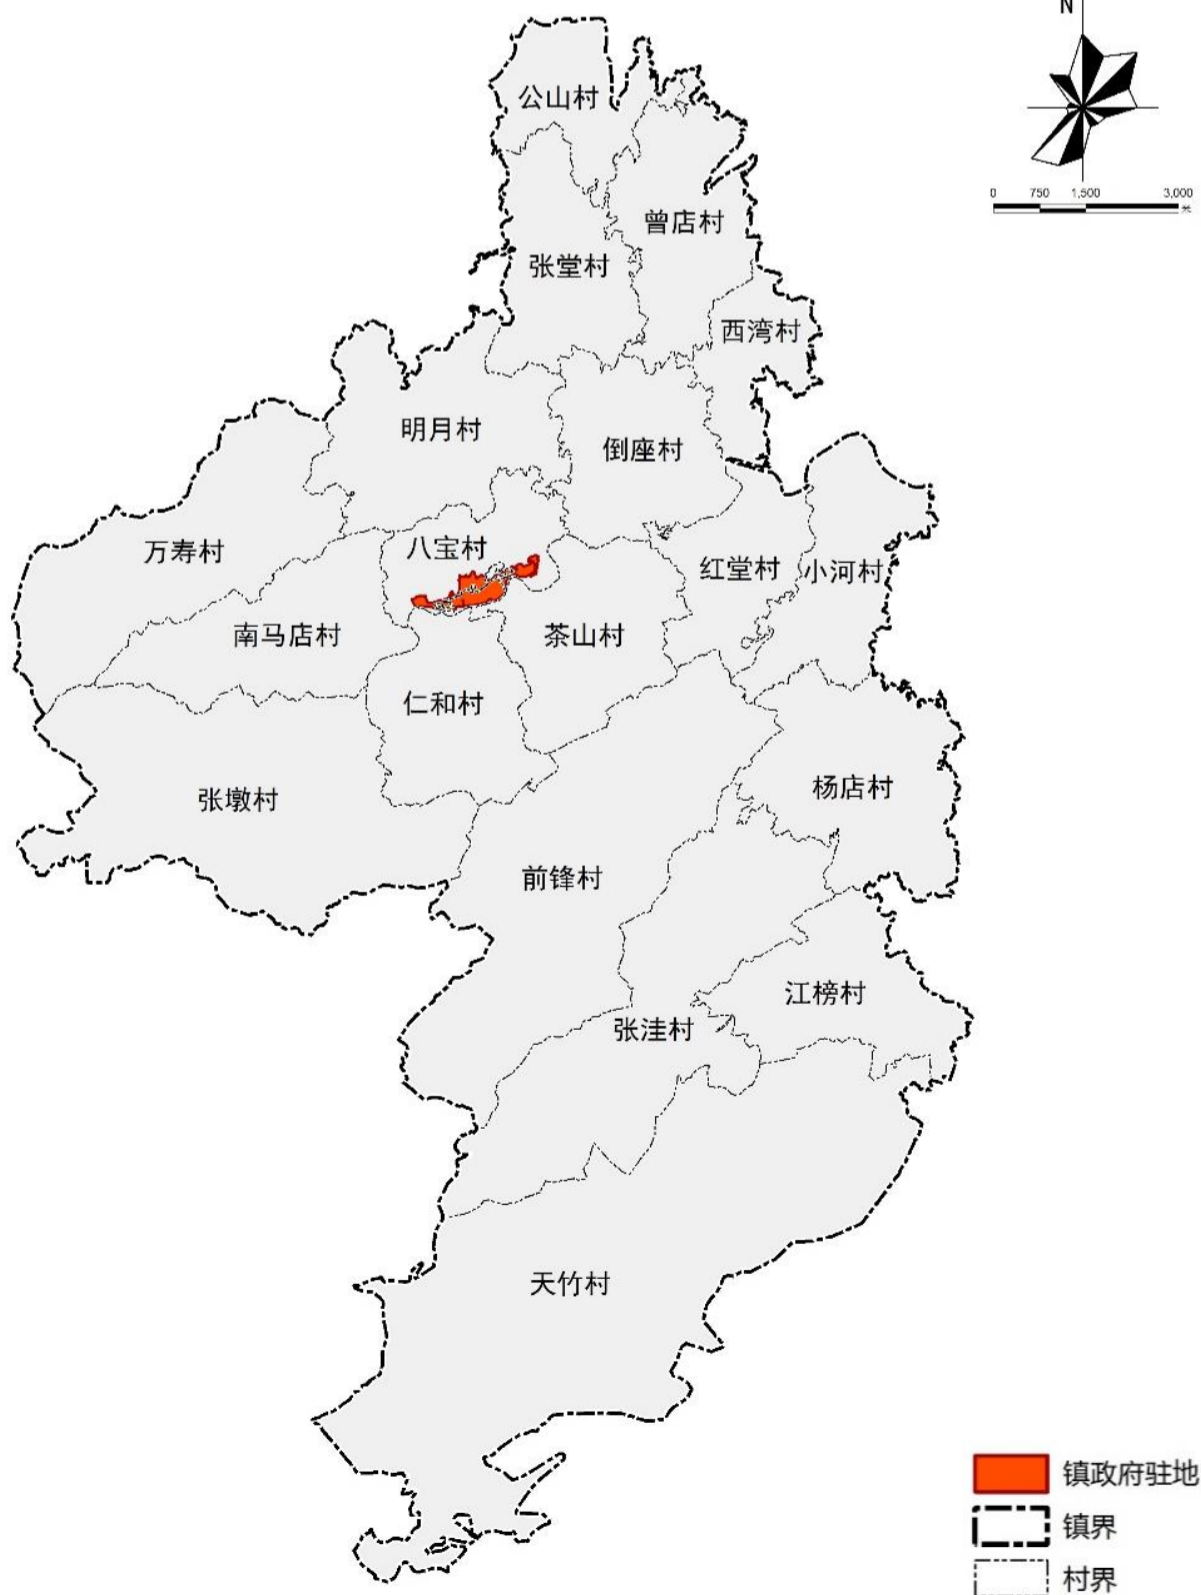 N
0 750 1,500 3,000
米
公山村
曾店村
张堂村
西湾村
明月村
倒座村
万寿村
八宝村
红堂村
小河村
南马店村
茶山村
仁和村
杨店村
张墩村
前锋村
江榜村
张洼村
天竹村
镇政府驻地
镇界
村界